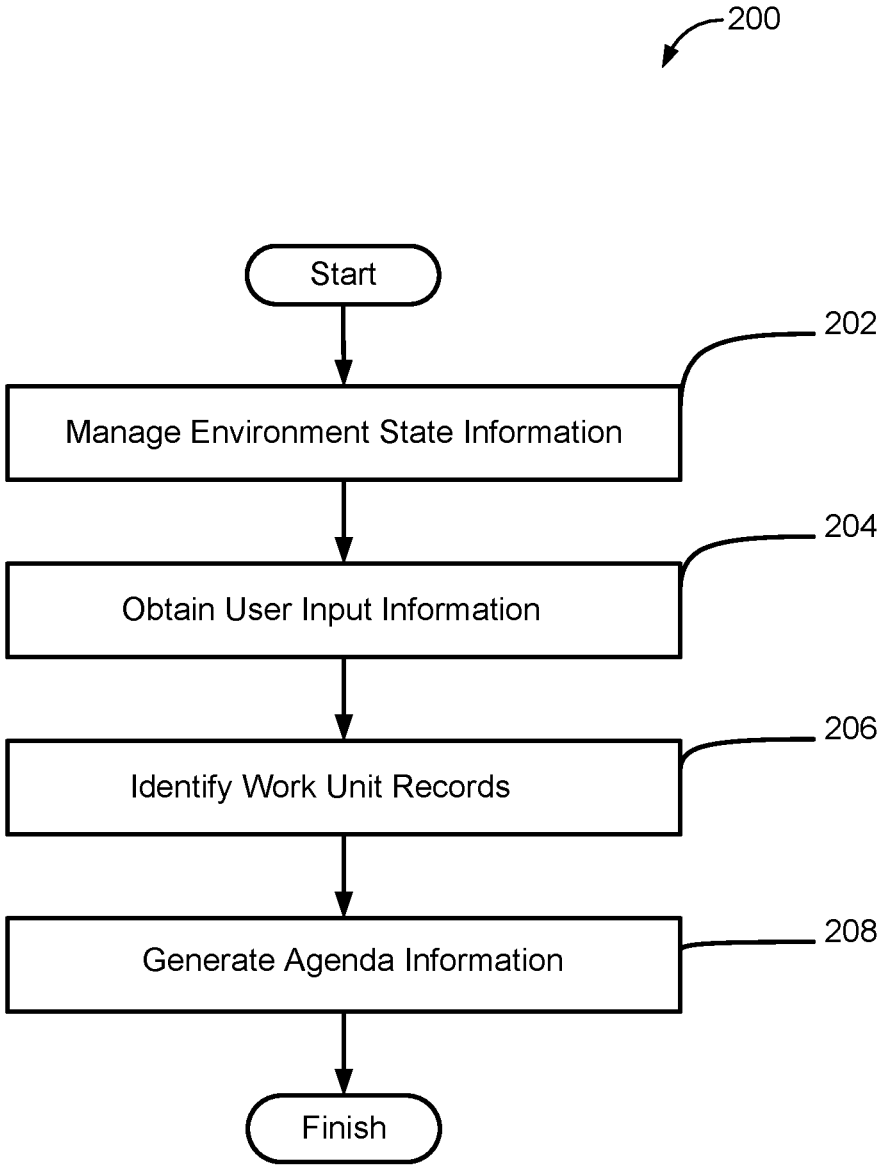 200
Start
202
Manage Environment State Information
204
Obtain User Input Information
206
Identify Work Unit Records
208
Generate Agenda Information
Finish